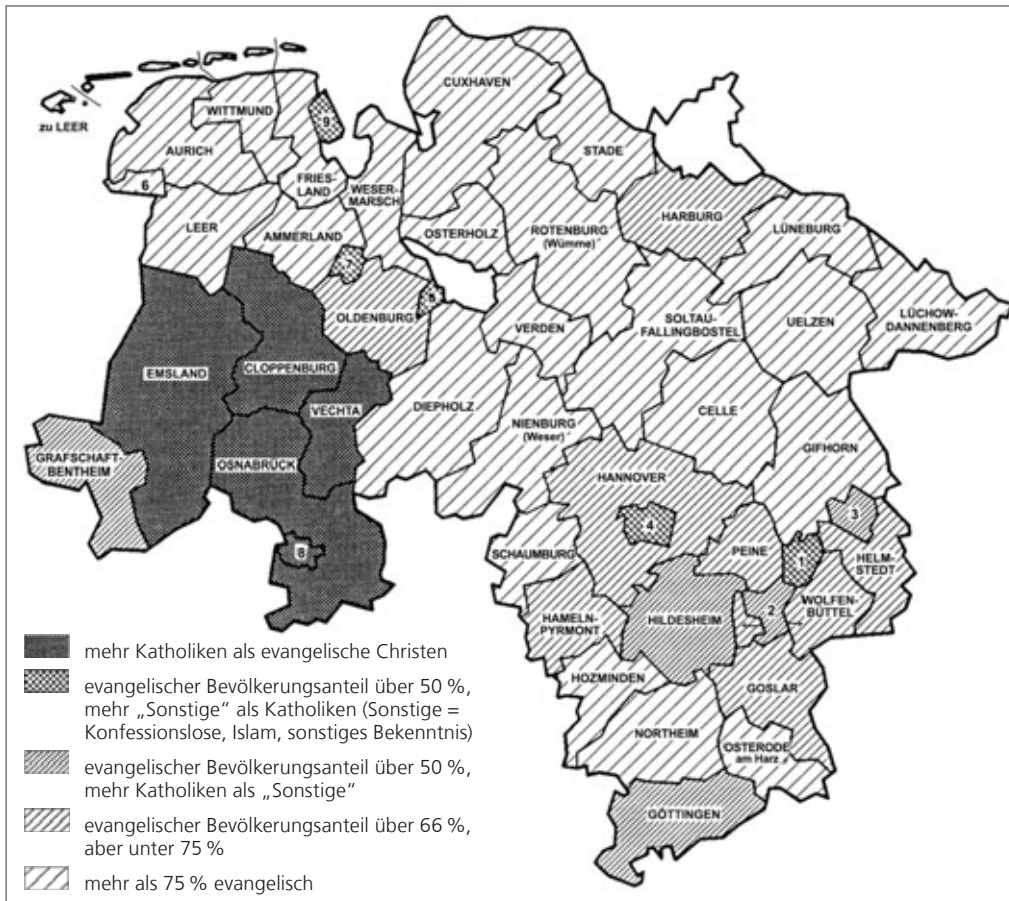 CUXHAVEN
WITTMUND
9
zu LEER
AURICH
STADE
6
FRIES-
LAND
WESER-
MARSCH
HARBURG
LEER
AMMERLAND
OSTERHOLZ
ROTENBURG
(Wümme)
LÜNEBURG
7
5
OLDENBURG
VERDEN
SOLTAU-
FALLINGBOSTEL
UELZEN
LÜCHOW-
DANNENBERG
EMSLAND
CLOPPENBURG
VECHTA
DIEPHOLZ
NIENBURG
(Weser)
CELLE
GIFHORN
GRAFSCHAFT-
BENTHEIM
OSNABRÜCK
HANNOVER
4
3
8
SCHAUMBURG
PEINE
1
HELM-
STEDT
HAMELN-
PYRMONT
HILDESHEIM
2
WOLFEN-
BÜTTEL
HOZMINDEN
GOSLAR
NORTHEIM
OSTERODE
am Harz
GÖTTINGEN
mehr Katholiken als evangelische Christen
evangelischer Bevölkerungsanteil über 50 %,
mehr „Sonstige“ als Katholiken (Sonstige =
Konfessionslose, Islam, sonstiges Bekenntnis)
evangelischer Bevölkerungsanteil über 50 %,
mehr Katholiken als „Sonstige“
evangelischer Bevölkerungsanteil über 66 %,
aber unter 75 %
mehr als 75 % evangelisch